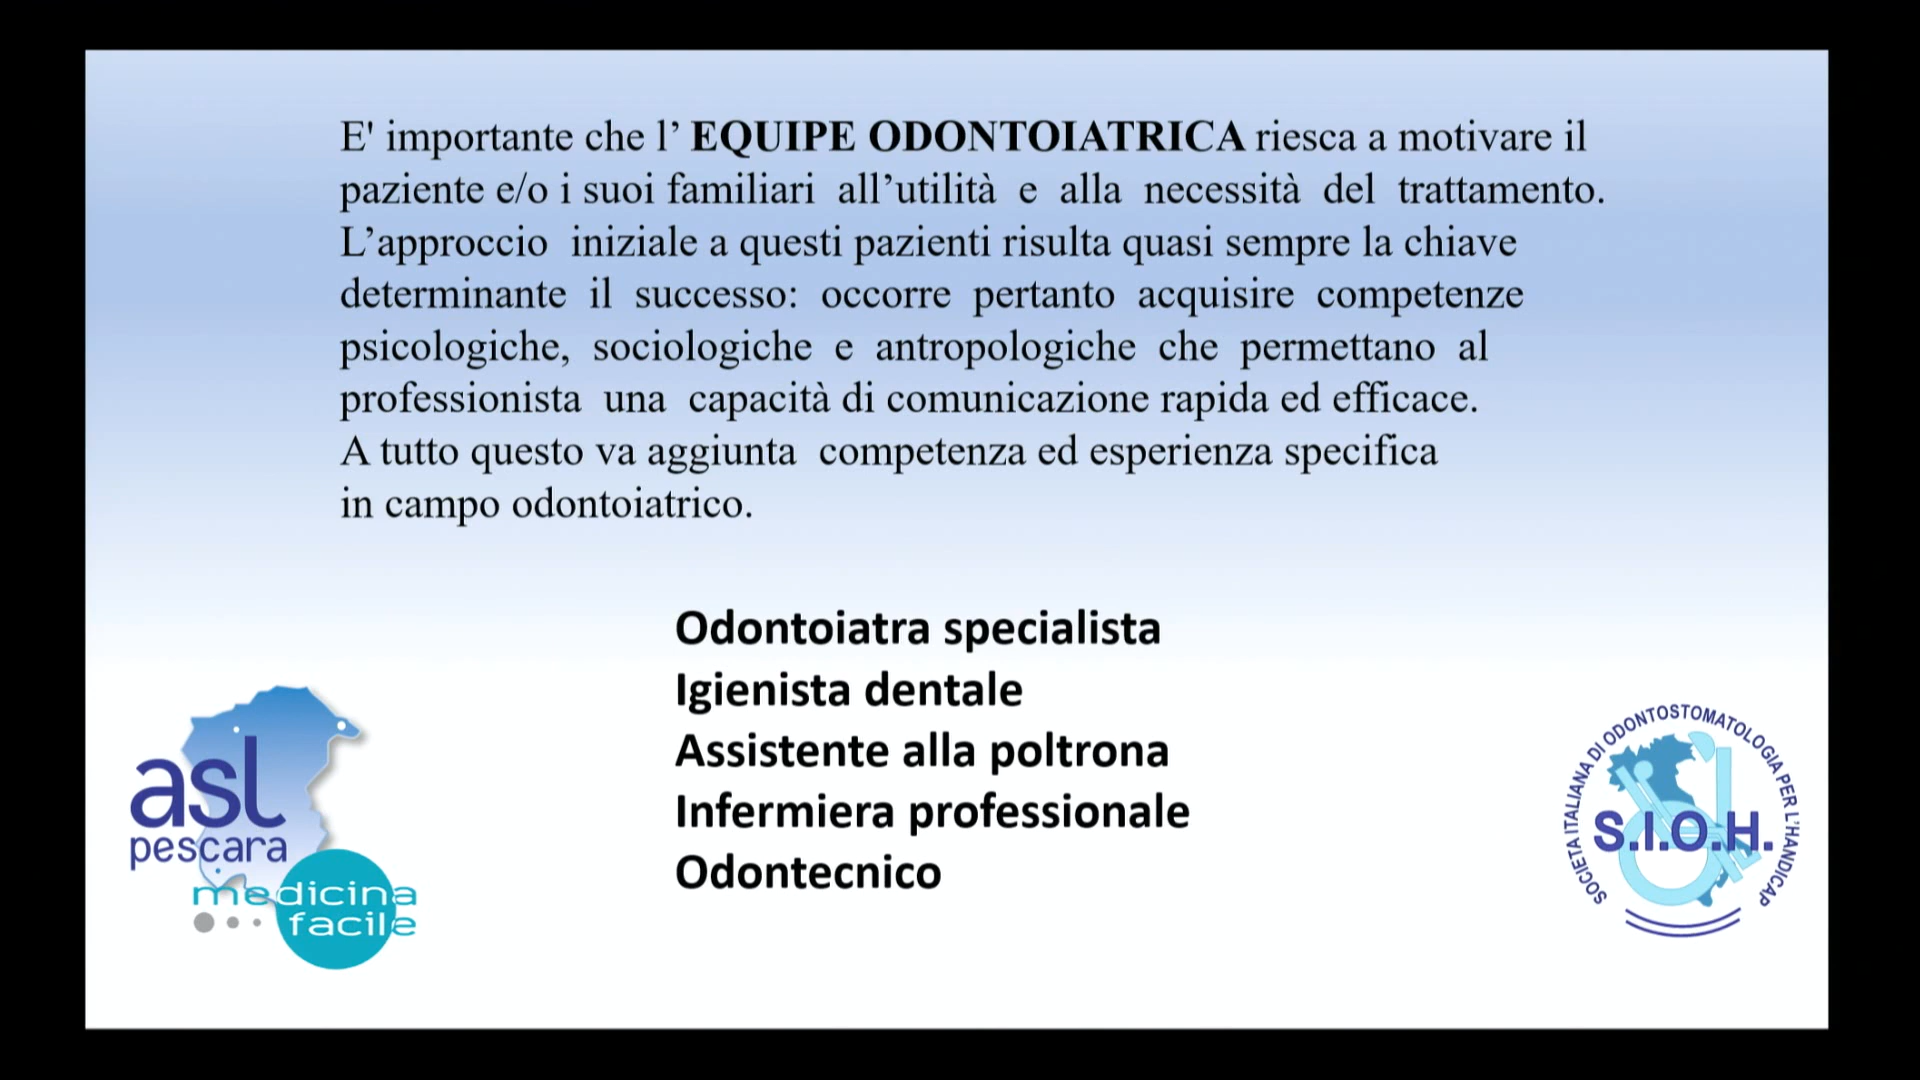 E' importante che l’ EQUIPE ODONTOIATRICA riesca a motivare il
paziente e/o i suoi familiari all’utilità e alla necessità del trattamento.
L’approccio iniziale a questi pazienti risulta quasi sempre la chiave
determinante il successo: occorre pertanto acquisire competenze
psicologiche, sociologiche e antropologiche che permettano al
professionista una capacità di comunicazione rapida ed efficace.
A tutto questo va aggiunta competenza ed esperienza specifica
in campo odontoiatrico.
Odontoiatra specialista
Igienista dentale
Assistente alla poltrona
Infermiera professionale
Odontecnico
asl
pescara
medicina
facile
SOCIETÀ ITALIANA DI ODONTOSTOMATOLOGIA PER L'HANDICAP
S.I.O.H.